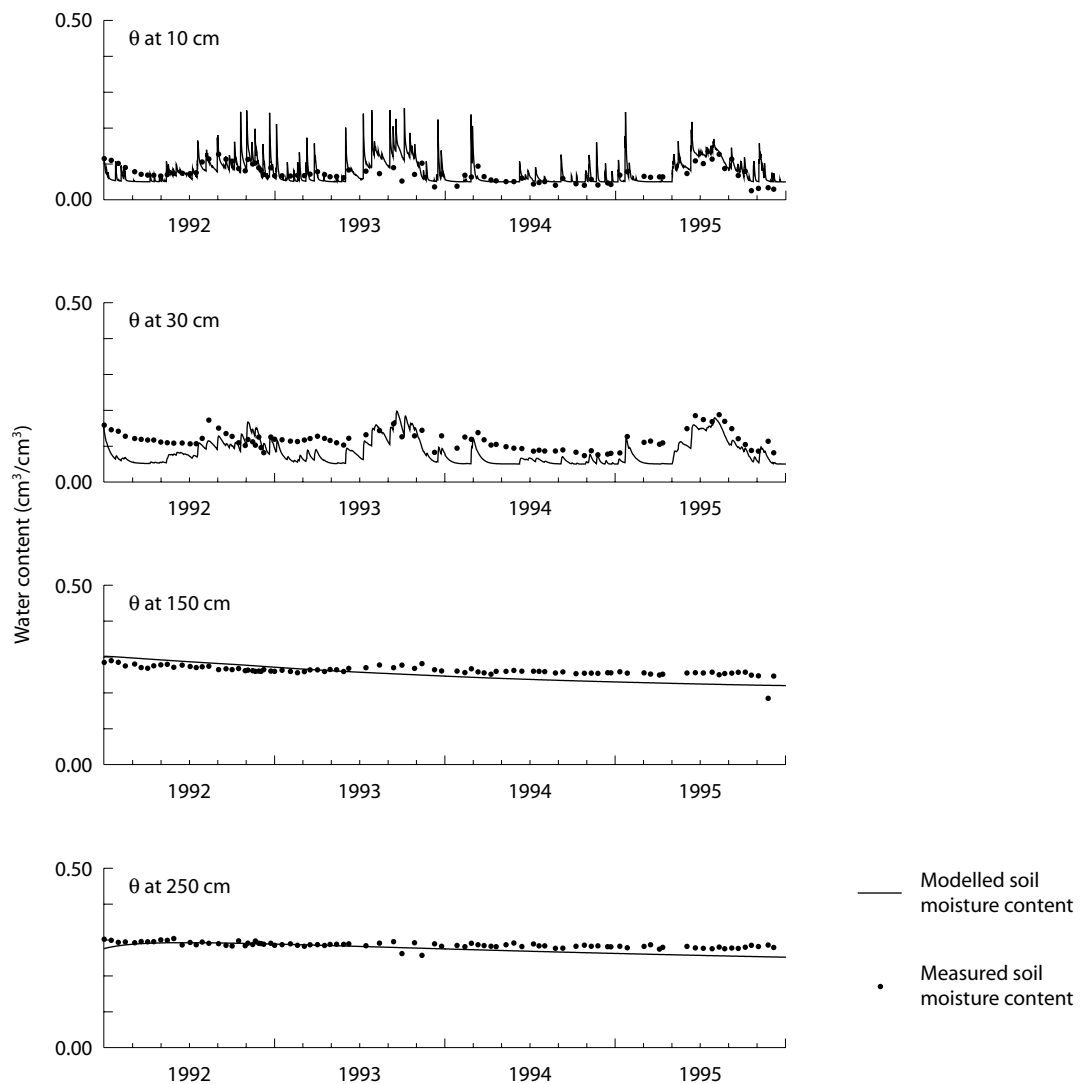 Water content (cm³/cm³)
0.50
θ at 10 cm
0.00
1992 1993 1994 1995
0.50
θ at 30 cm
0.00
1992 1993 1994 1995
0.50
θ at 150 cm
0.00
1992 1993 1994 1995
0.50
θ at 250 cm
0.00
1992 1993 1994 1995
Modelled soil
moisture content
Measured soil
moisture content